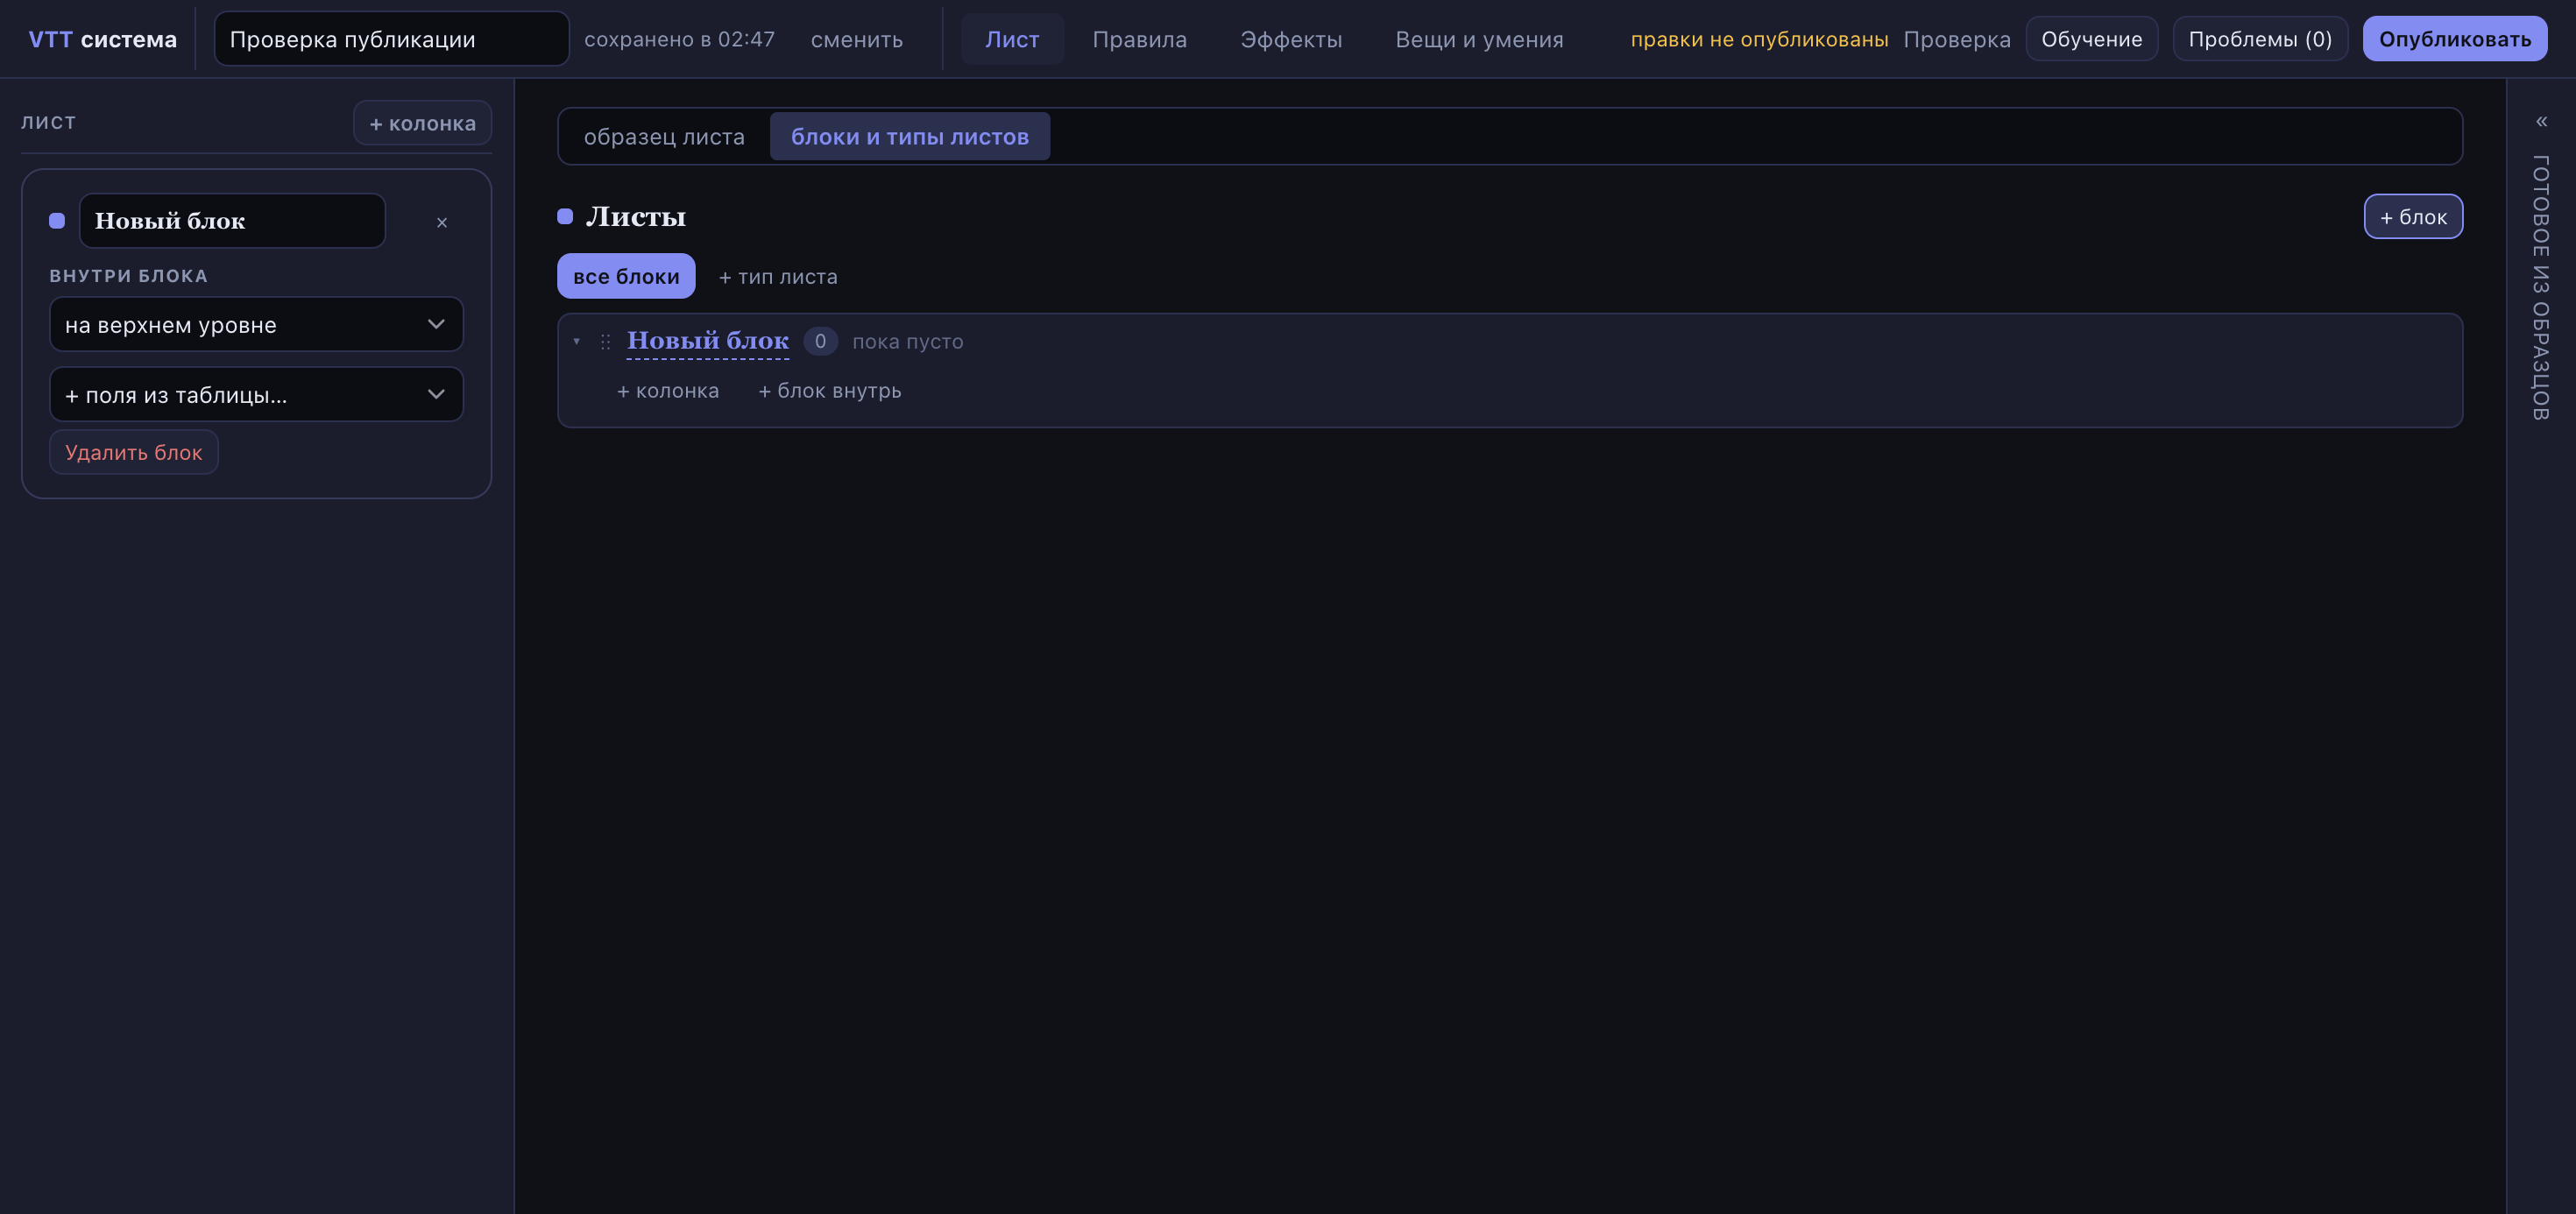 VTT система
Проверка публикации
сохранено в 02:47
сменить
Лист
Правила
Эффекты
Вещи и умения
правки не опубликованы
Проверка
Обучение
Проблемы (0)
Опубликовать
ЛИСТ
+ колонка
Новый блок
×
ВНУТРИ БЛОКА
на верхнем уровне
+ поля из таблицы...
Удалить блок
образец листа
блоки и типы листов
Листы
+ блок
все блоки
+ тип листа
Новый блок 0 пока пусто
+ колонка
+ блок внутрь
«
ГОТОВОЕ ИЗ ОБРАЗЦОВ